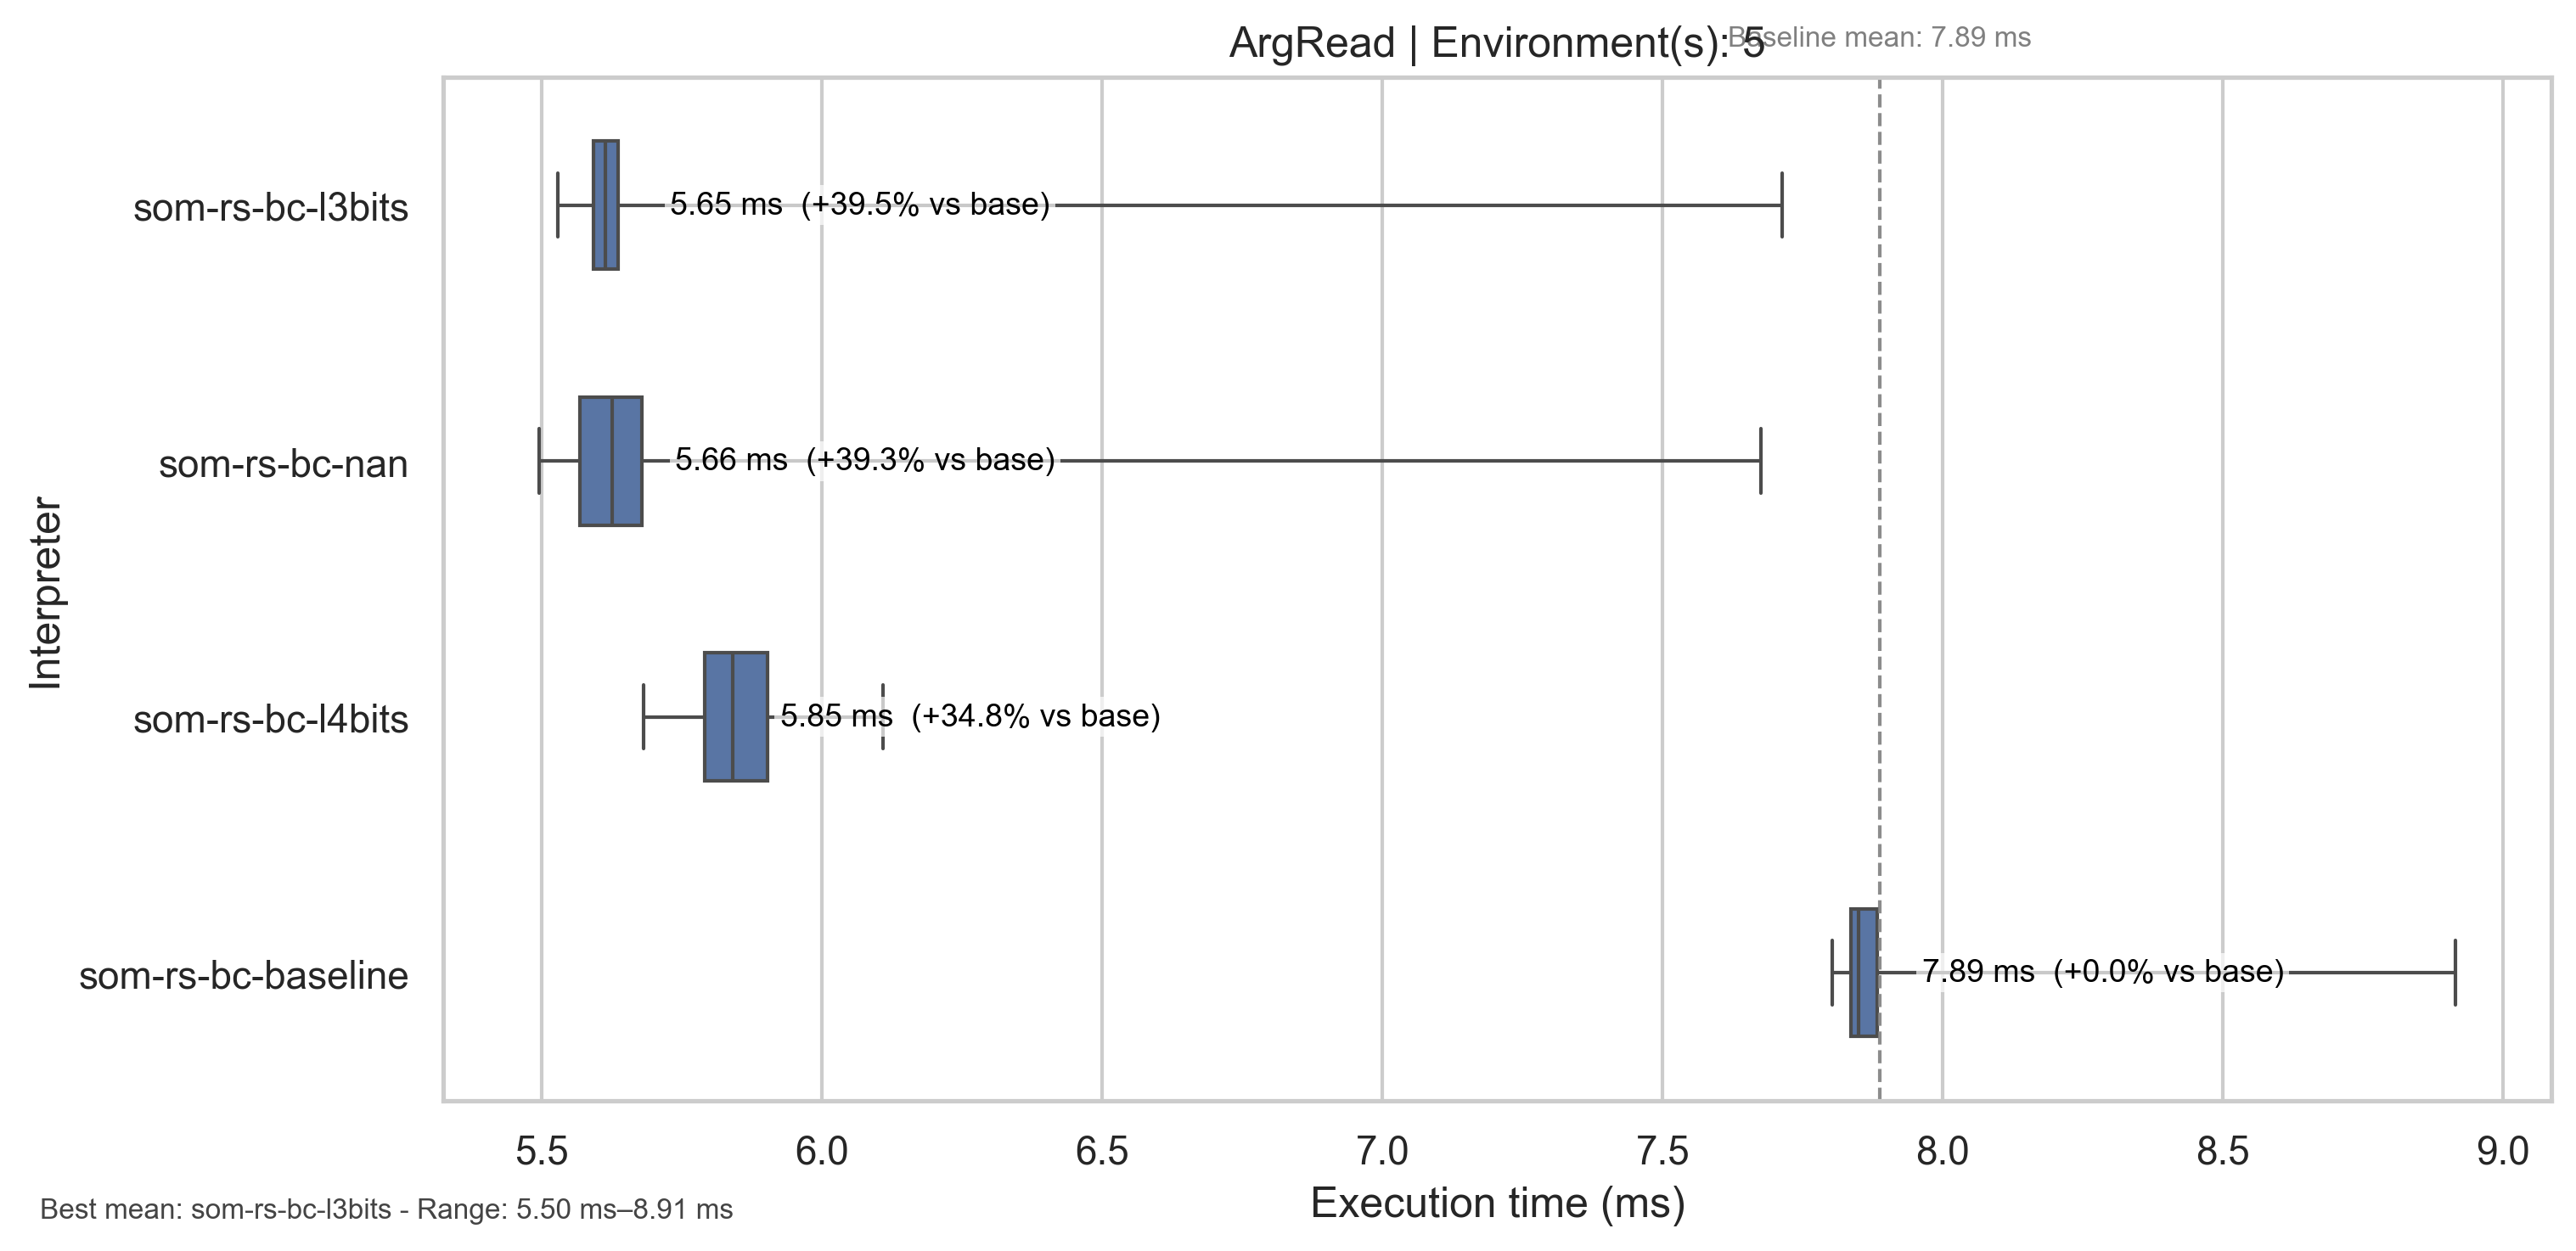 ArgRead | Environment(s): 5
Baseline mean: 7.89 ms
som-rs-bc-l3bits
5.65 ms (+39.5% vs base)
som-rs-bc-nan
5.66 ms (+39.3% vs base)
som-rs-bc-l4bits
5.85 ms (+34.8% vs base)
som-rs-bc-baseline
7.89 ms (+0.0% vs base)
Interpreter
5.5 6.0 6.5 7.0 7.5 8.0 8.5 9.0
Execution time (ms)
Best mean: som-rs-bc-l3bits - Range: 5.50 ms–8.91 ms